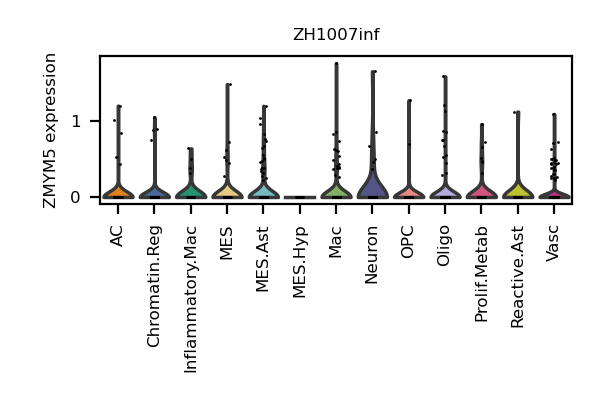 ZH1007inf
ZMYM5 expression
1
0
AC
Chromatin.Reg
Inflammatory.Mac
MES
MES.Ast
MES.Hyp
Mac
Neuron
OPC
Oligo
Prolif.Metab
Reactive.Ast
Vasc